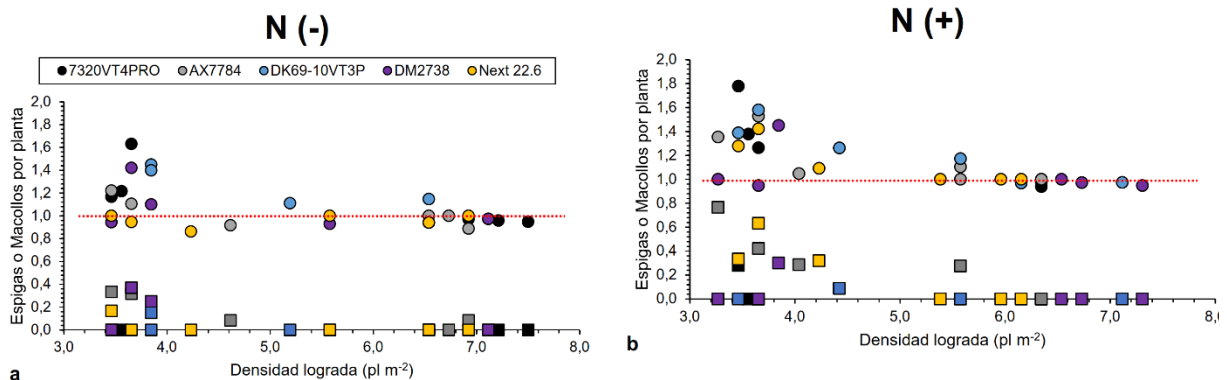 N (-)
N (+)
7320VT4PRO AX7784 DK69-10VT3P DM2738 Next 22.6
Espigas o Macollos por planta
2,0
1,8
1,6
1,4
1,2
1,0
0,8
0,6
0,4
0,2
0,0
3,0 4,0 5,0 6,0 7,0 8,0
Densidad lograda (pl m⁻²)
a
Espigas o Macollos por planta
2,0
1,8
1,6
1,4
1,2
1,0
0,8
0,6
0,4
0,2
0,0
3,0 4,0 5,0 6,0 7,0 8,0
Densidad lograda (pl m⁻²)
b